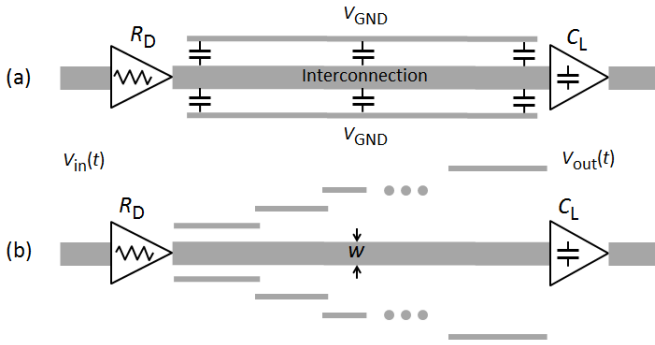 V_GND
R_D
C_L
(a)
Interconnection
V_GND
V_in(t)
V_out(t)
R_D
C_L
(b)
w